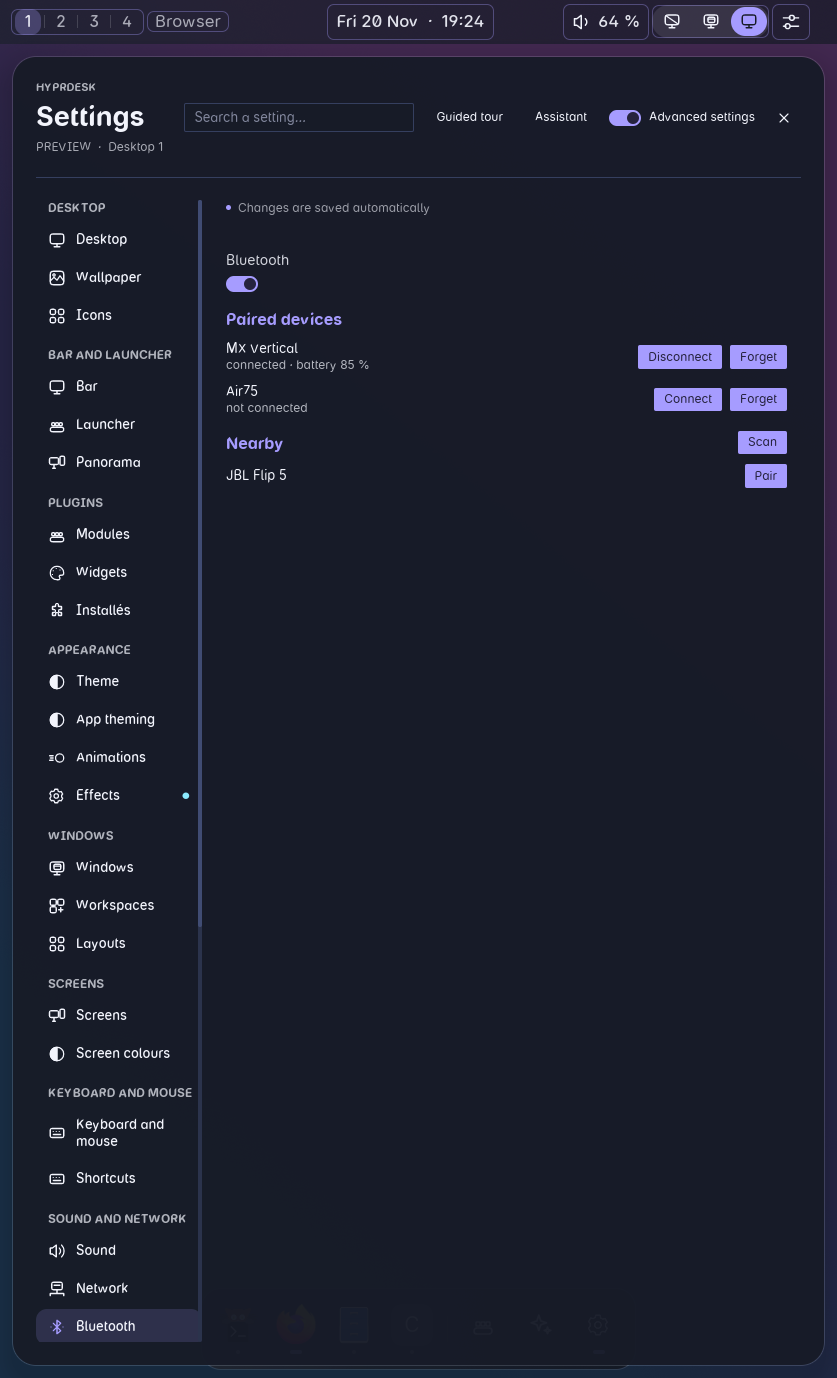 1 2 3 4 Browser Fri 20 Nov · 19:24 64 %
HYPRDESK
Settings
Search a setting...
Guided tour
Assistant
Advanced settings
PREVIEW · Desktop 1
DESKTOP
Desktop
Wallpaper
Icons
BAR AND LAUNCHER
Bar
Launcher
Panorama
PLUGINS
Modules
Widgets
Installés
APPEARANCE
Theme
App theming
Animations
Effects
WINDOWS
Windows
Workspaces
Layouts
SCREENS
Screens
Screen colours
KEYBOARD AND MOUSE
Keyboard and
mouse
Shortcuts
SOUND AND NETWORK
Sound
Network
Bluetooth
Changes are saved automatically
Bluetooth
Paired devices
MX Vertical
connected · battery 85 %
Disconnect Forget
Air75
not connected
Connect Forget
Nearby
Scan
JBL Flip 5
Pair